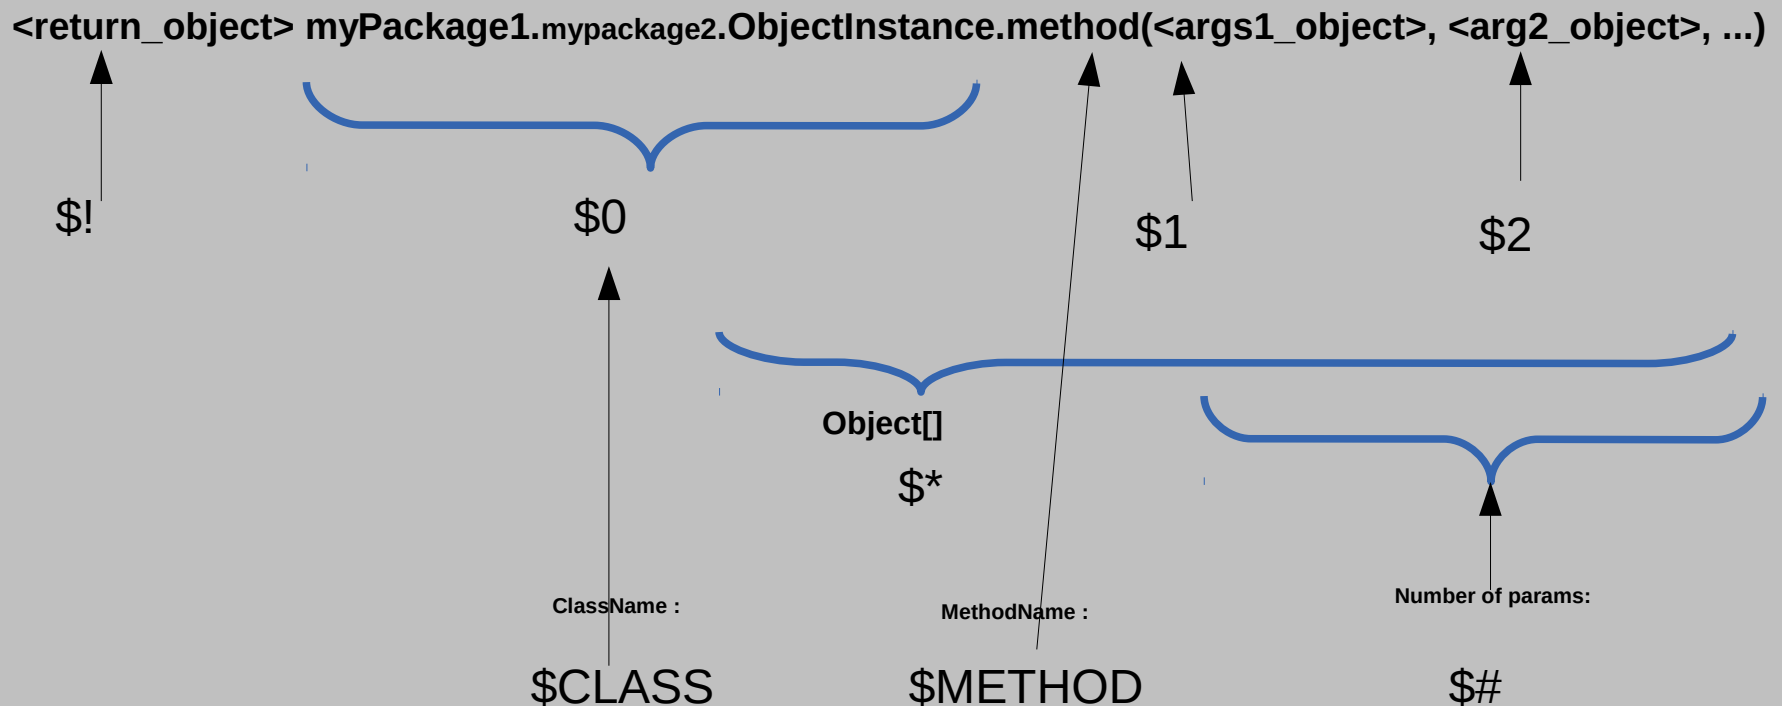 <return_object> myPackage1.mypackage2.ObjectInstance.method(<args1_object>, <arg2_object>, ...)
$! $0 $1 $2
Object[]
$*
ClassName : MethodName : Number of params:
$CLASS $METHOD $#